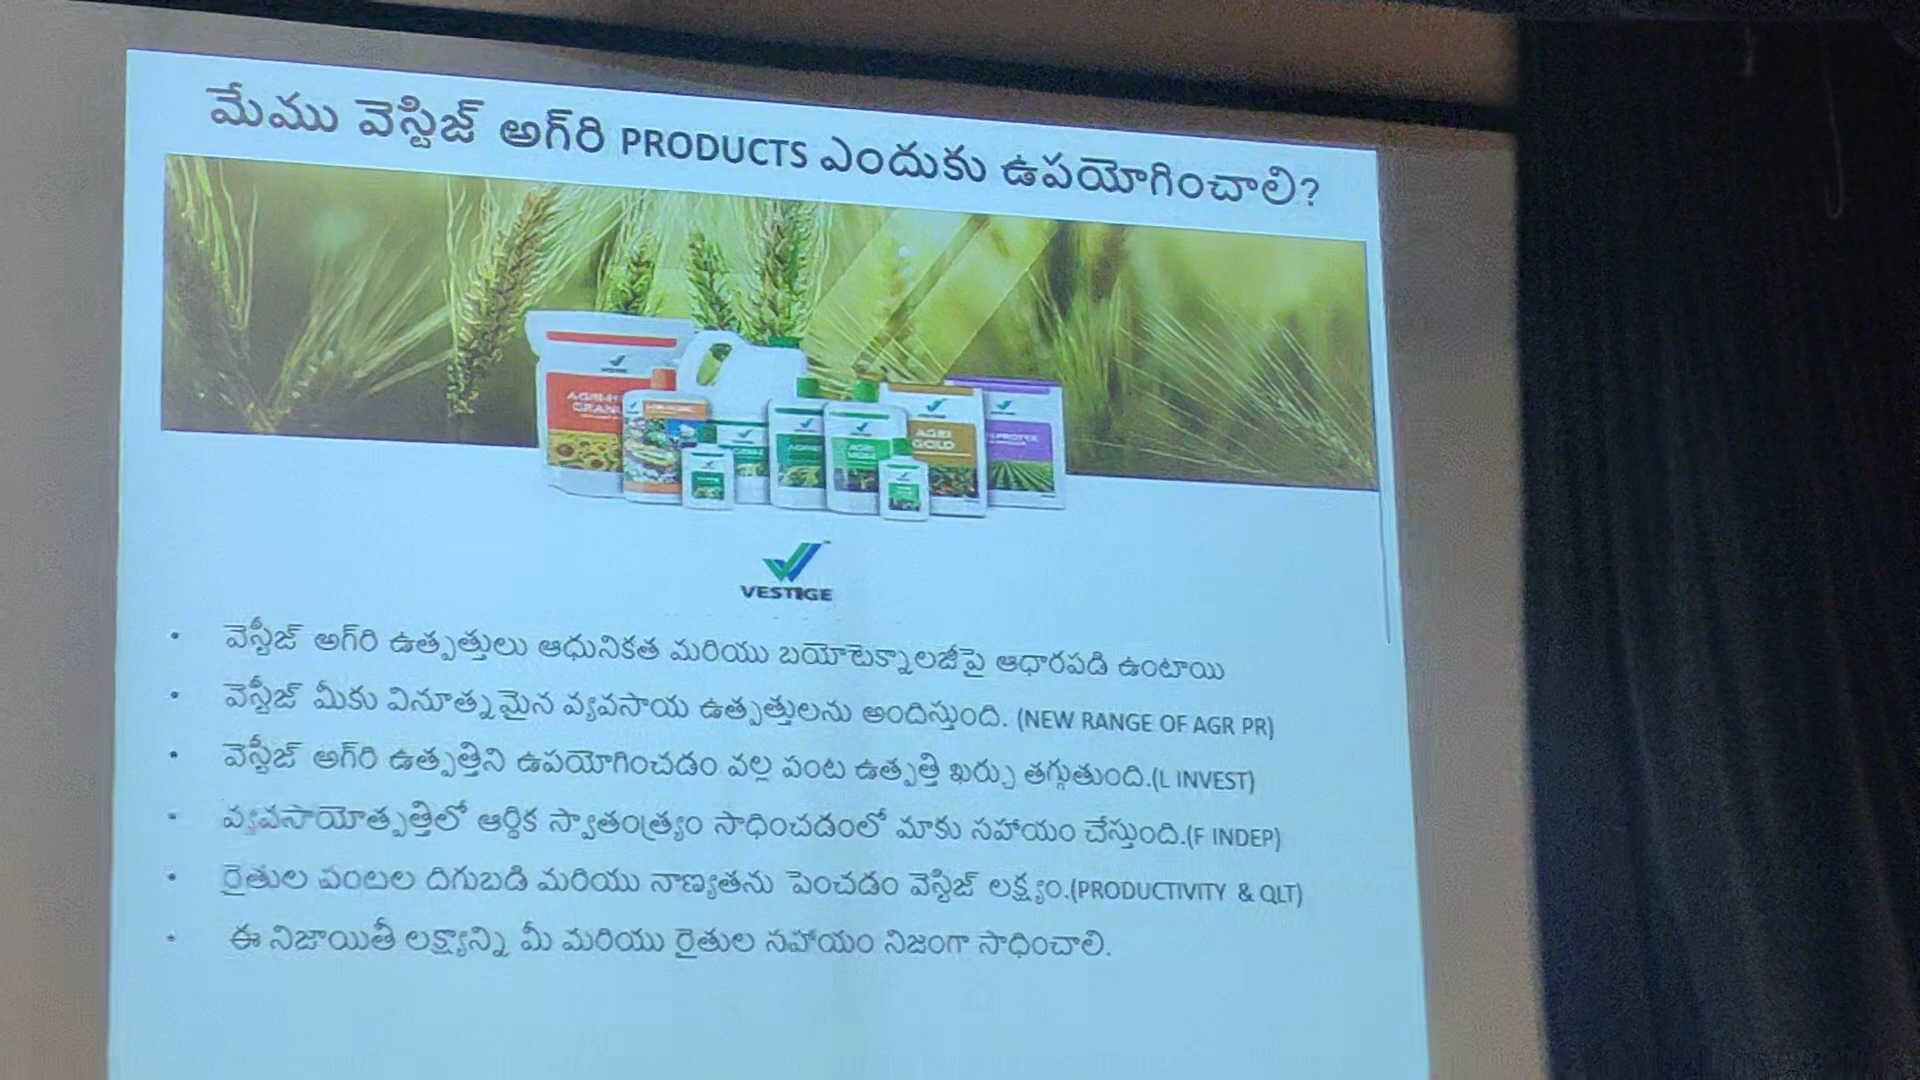 మేము వెస్టిజ్ అగ్‌రి PRODUCTS ఎందుకు ఉపయోగించాలి?
AGRI
GOLD
VESTIGE
• వెస్టీజ్ అగ్‌రి ఉత్పత్తులు ఆధునికత మరియు బయోటెక్నాలజీపై ఆధారపడి ఉంటాయి
• వెస్టీజ్ మీకు వినూత్నమైన వ్యవసాయ ఉత్పత్తులను అందిస్తుంది. (NEW RANGE OF AGR PR)
• వెస్టీజ్ అగ్‌రి ఉత్పత్తిని ఉపయోగించడం వల్ల పంట ఉత్పత్తి ఖర్చు తగ్గుతుంది.(L INVEST)
• వ్యవసాయోత్పత్తిలో ఆర్థిక స్వాతంత్ర్యం సాధించడంలో మాకు సహాయం చేస్తుంది.(F INDEP)
• రైతుల పంటల దిగుబడి మరియు నాణ్యతను పెంచడం వెస్టిజ్ లక్ష్యం.(PRODUCTIVITY & QLT)
• ఈ నిజాయితీ లక్ష్యాన్ని మీ మరియు రైతుల సహాయం నిజంగా సాధించాలి.